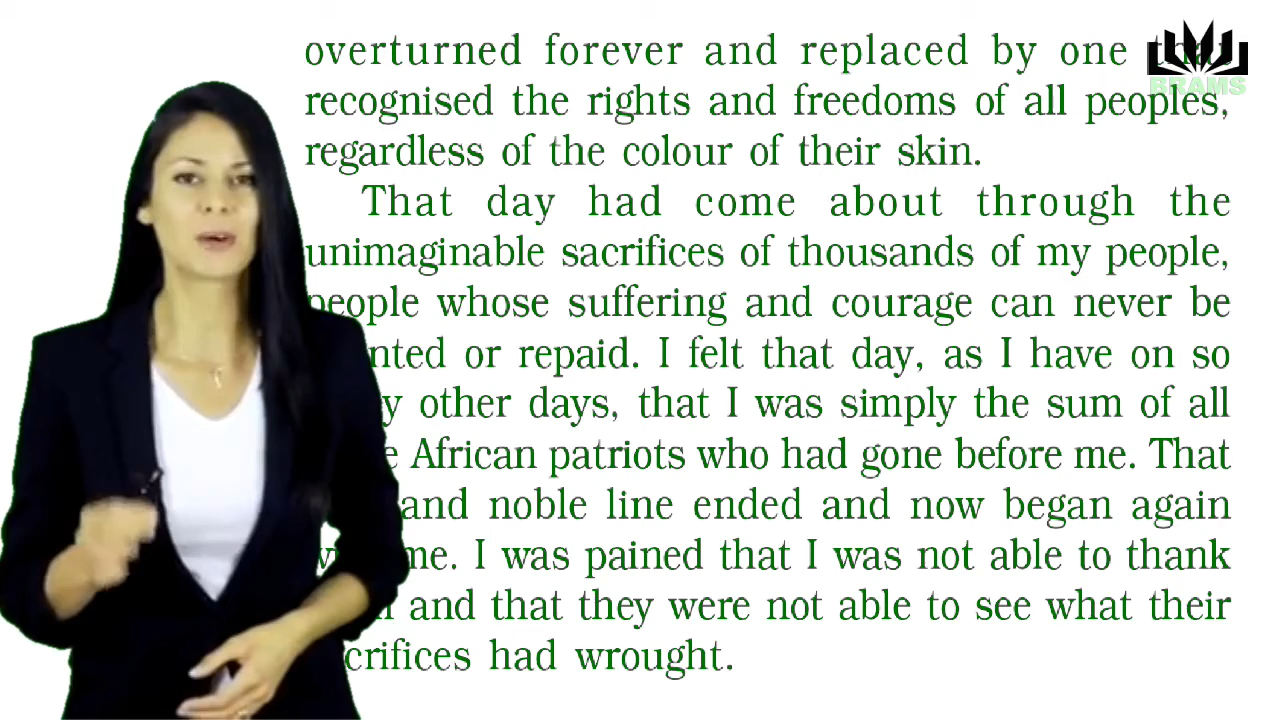 overturned forever and replaced by one that
BRAMS
recognised the rights and freedoms of all peoples,
regardless of the colour of their skin.
That day had come about through the
unimaginable sacrifices of thousands of my people,
people whose suffering and courage can never be
nted or repaid. I felt that day, as I have on so
y other days, that I was simply the sum of all
e African patriots who had gone before me. That
and noble line ended and now began again
me. I was pained that I was not able to thank
and that they were not able to see what their
crifices had wrought.